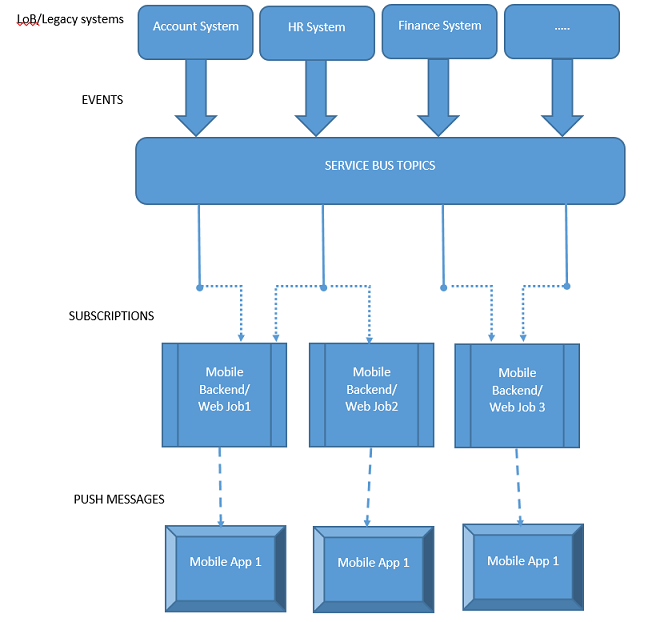 LoB/Legacy systems
Account System
HR System
Finance System
.....
EVENTS
SERVICE BUS TOPICS
SUBSCRIPTIONS
Mobile
Backend/
Web Job1
Mobile
Backend/
Web Job2
Mobile
Backend/
Web Job 3
PUSH MESSAGES
Mobile App 1
Mobile App 1
Mobile App 1